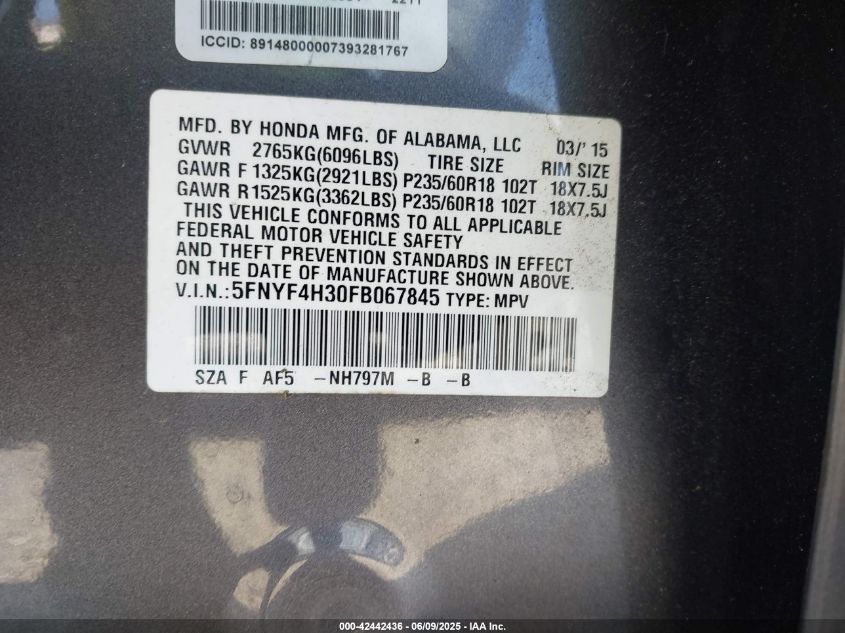 ICCID: 89148000007393281767
MFD. BY HONDA MFG. OF ALABAMA, LLC 03/'15
GVWR 2765KG(6096LBS) TIRE SIZE RIM SIZE
GAWR F 1325KG(2921LBS) P235/60R18 102T 18X7.5J
GAWR R 1525KG(3362LBS) P235/60R18 102T 18X7.5J
THIS VEHICLE CONFORMS TO ALL APPLICABLE
FEDERAL MOTOR VEHICLE SAFETY
AND THEFT PREVENTION STANDARDS IN EFFECT
ON THE DATE OF MANUFACTURE SHOWN ABOVE.
V.I.N.: 5FNYF4H30FB067845 TYPE: MPV
SZA F AF5 -NH797M -B -B
000-42442436 - 06/09/2025 - IAA Inc.